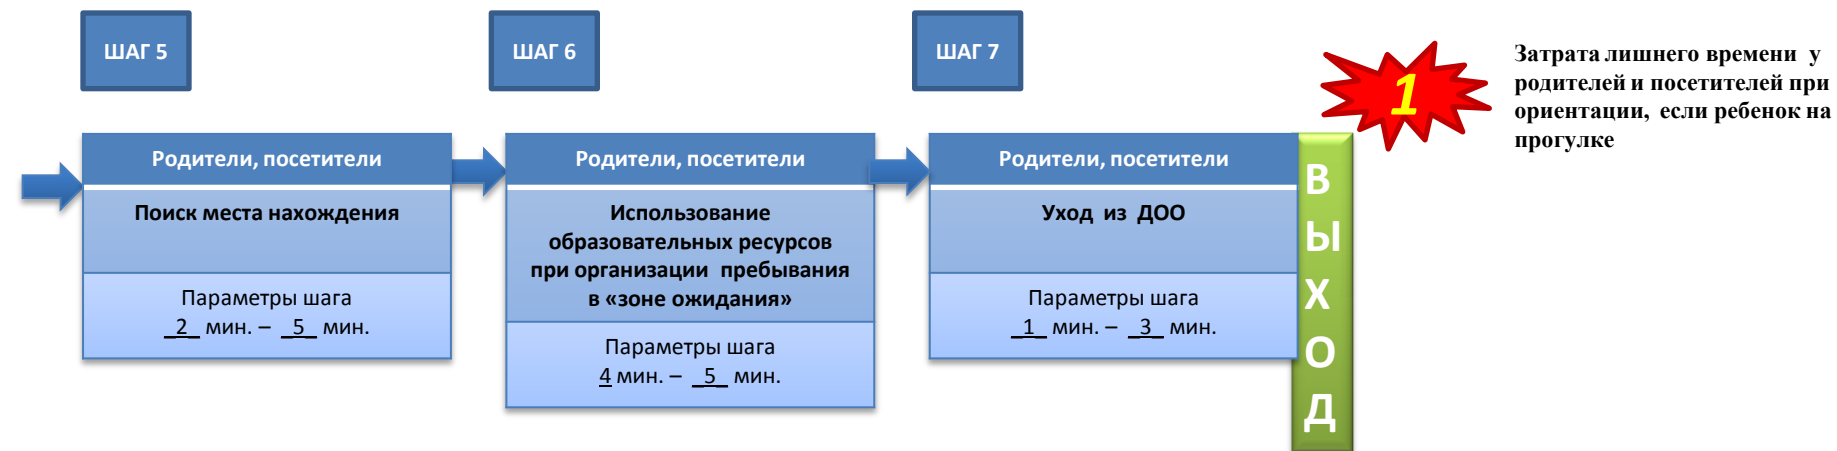 ШАГ 5
Родители, посетители
Поиск места нахождения
Параметры шага
_2_ мин. – _5_ мин.
ШАГ 6
Родители, посетители
Использование
образовательных ресурсов
при организации пребывания
в «зоне ожидания»
Параметры шага
4 мин. – _5_ мин.
ШАГ 7
Родители, посетители
Уход из ДОО
Параметры шага
_1_ мин. – _3_ мин.
ВЫХОД
1
Затрата лишнего времени у
родителей и посетителей при
ориентации, если ребенок на
прогулке